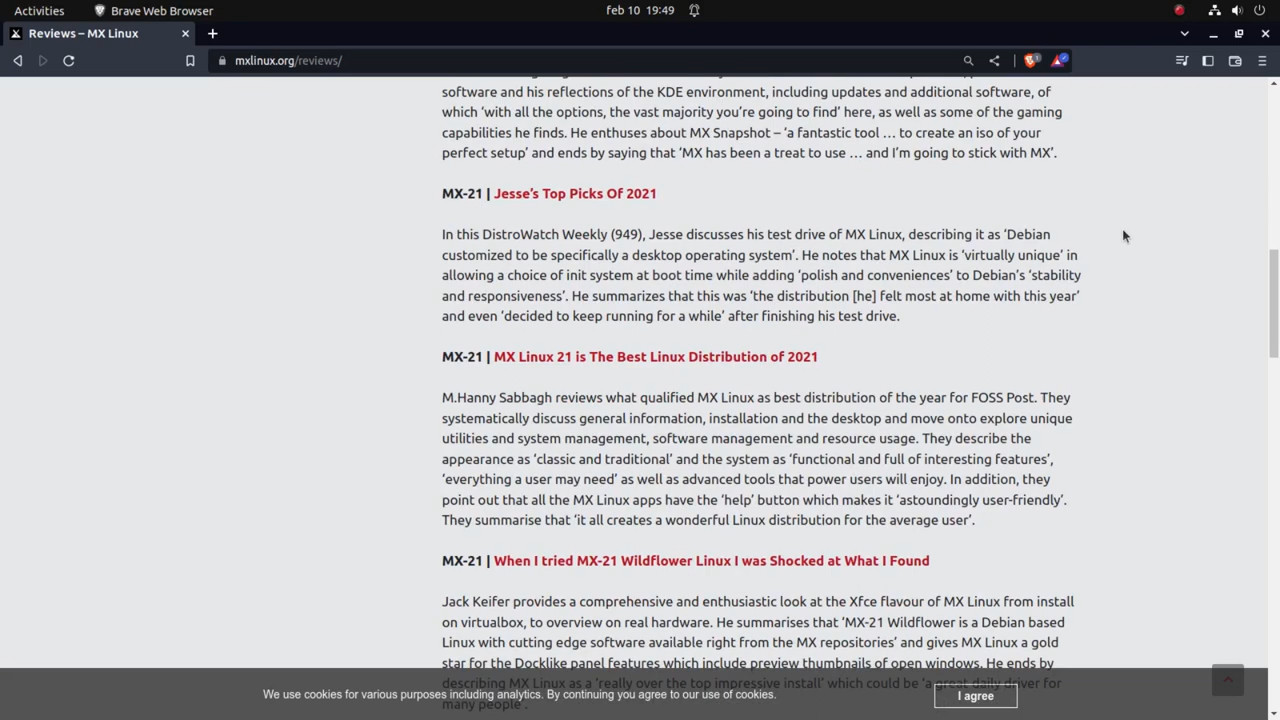 Activities
Brave Web Browser
feb 10 19:49
Reviews – MX Linux
mxlinux.org/reviews/
software and his reflections of the KDE environment, including updates and additional software, of
which ‘with all the options, the vast majority you’re going to find’ here, as well as some of the gaming
capabilities he finds. He enthuses about MX Snapshot – ‘a fantastic tool … to create an iso of your
perfect setup’ and ends by saying that ‘MX has been a treat to use … and I’m going to stick with MX’.
MX-21 | Jesse’s Top Picks Of 2021
In this DistroWatch Weekly (949), Jesse discusses his test drive of MX Linux, describing it as ‘Debian
customized to be specifically a desktop operating system’. He notes that MX Linux is ‘virtually unique’ in
allowing a choice of init system at boot time while adding ‘polish and conveniences’ to Debian’s ‘stability
and responsiveness’. He summarizes that this was ‘the distribution [he] felt most at home with this year’
and even ‘decided to keep running for a while’ after finishing his test drive.
MX-21 | MX Linux 21 is The Best Linux Distribution of 2021
M.Hanny Sabbagh reviews what qualified MX Linux as best distribution of the year for FOSS Post. They
systematically discuss general information, installation and the desktop and move onto explore unique
utilities and system management, software management and resource usage. They describe the
appearance as ‘classic and traditional’ and the system as ‘functional and full of interesting features’,
‘everything a user may need’ as well as advanced tools that power users will enjoy. In addition, they
point out that all the MX Linux apps have the ‘help’ button which makes it ‘astoundingly user-friendly’.
They summarise that ‘it all creates a wonderful Linux distribution for the average user’.
MX-21 | When I tried MX-21 Wildflower Linux I was Shocked at What I Found
Jack Keifer provides a comprehensive and enthusiastic look at the Xfce flavour of MX Linux from install
on virtualbox, to overview on real hardware. He summarises that ‘MX-21 Wildflower is a Debian based
Linux with cutting edge software available right from the MX repositories’ and gives MX Linux a gold
star for the Docklike panel features which include preview thumbnails of open windows. He ends by
describing MX Linux as a ‘really over the top impressive install’ which could be ‘a great daily driver for
many people’.
We use cookies for various purposes including analytics. By continuing you agree to our use of cookies.
I agree